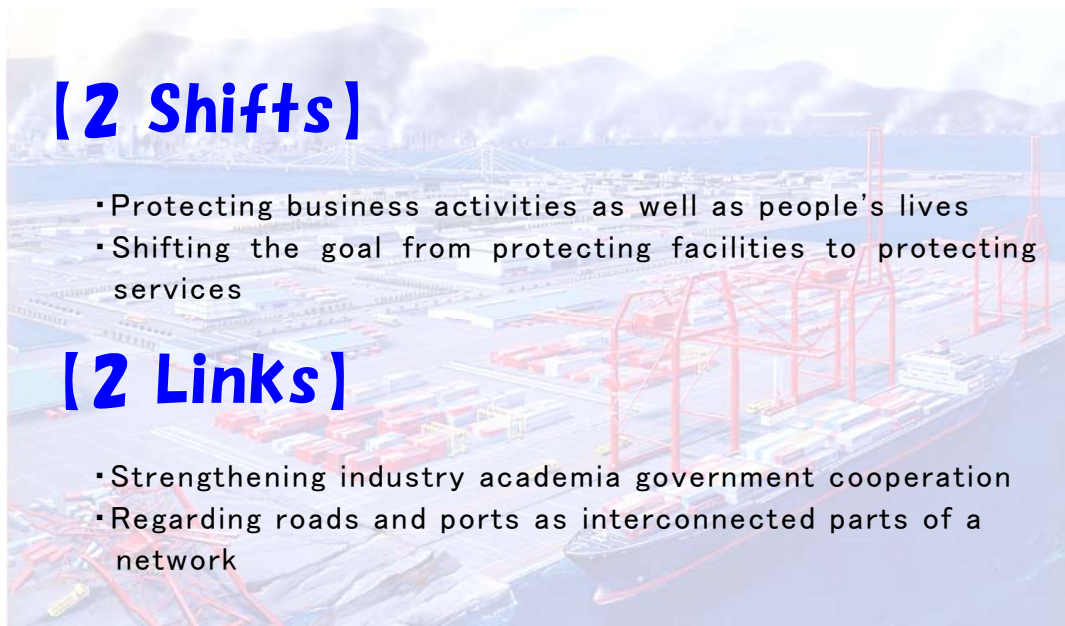 【2 Shifts】
・Protecting business activities as well as people’s lives
・Shifting the goal from protecting facilities to protecting
services
【2 Links】
・Strengthening industry academia government cooperation
・Regarding roads and ports as interconnected parts of a
network